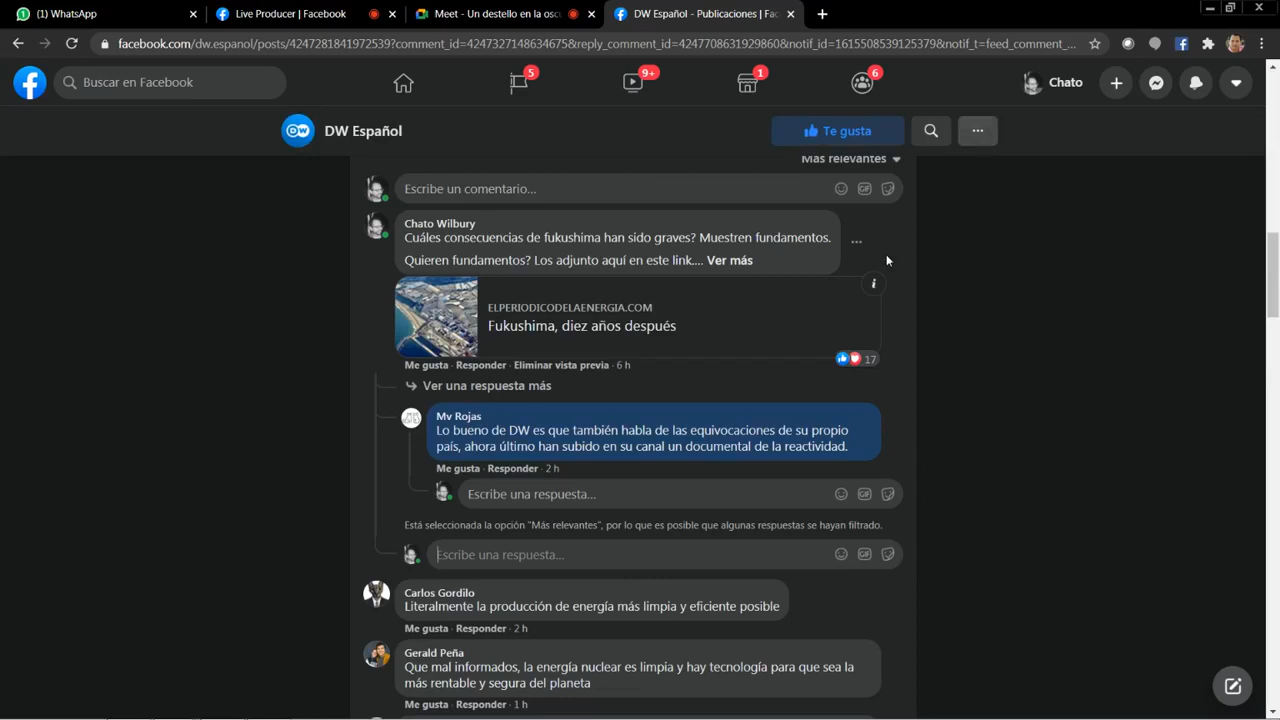 (1) WhatsApp
Live Producer | Facebook
Meet - Un destello en la oscu
DW Español - Publicaciones | Fac
facebook.com/dw.espanol/posts/4247281841972539?comment_id=424732714863467​5&reply_comment_id=4247708631929860&notif_id=1615508539125379&notif_t=feed_comment_...
Buscar en Facebook
5
9+
1
6
Chato
DW Español
Te gusta
Más relevantes
Escribe un comentario...
Chato Wilbury
Cuáles consecuencias de fukushima han sido graves? Muestren fundamentos.
Quieren fundamentos? Los adjunto aquí en este link.... Ver más
ELPERIODICODELAENERGIA.COM
Fukushima, diez años después
Me gusta · Responder · Eliminar vista previa · 6 h
17
Ver una respuesta más
Mv Rojas
Lo bueno de DW es que también habla de las equivocaciones de su propio
país, ahora último han subido en su canal un documental de la reactividad.
Me gusta · Responder · 2 h
Escribe una respuesta...
Está seleccionada la opción "Más relevantes", por lo que es posible que algunas respuestas se hayan filtrado.
Escribe una respuesta...
Carlos Gordilo
Literalmente la producción de energía más limpia y eficiente posible
Me gusta · Responder · 2 h
Gerald Peña
Que mal informados, la energía nuclear es limpia y hay tecnología para que sea la
más rentable y segura del planeta
Me gusta · Responder · 1 h